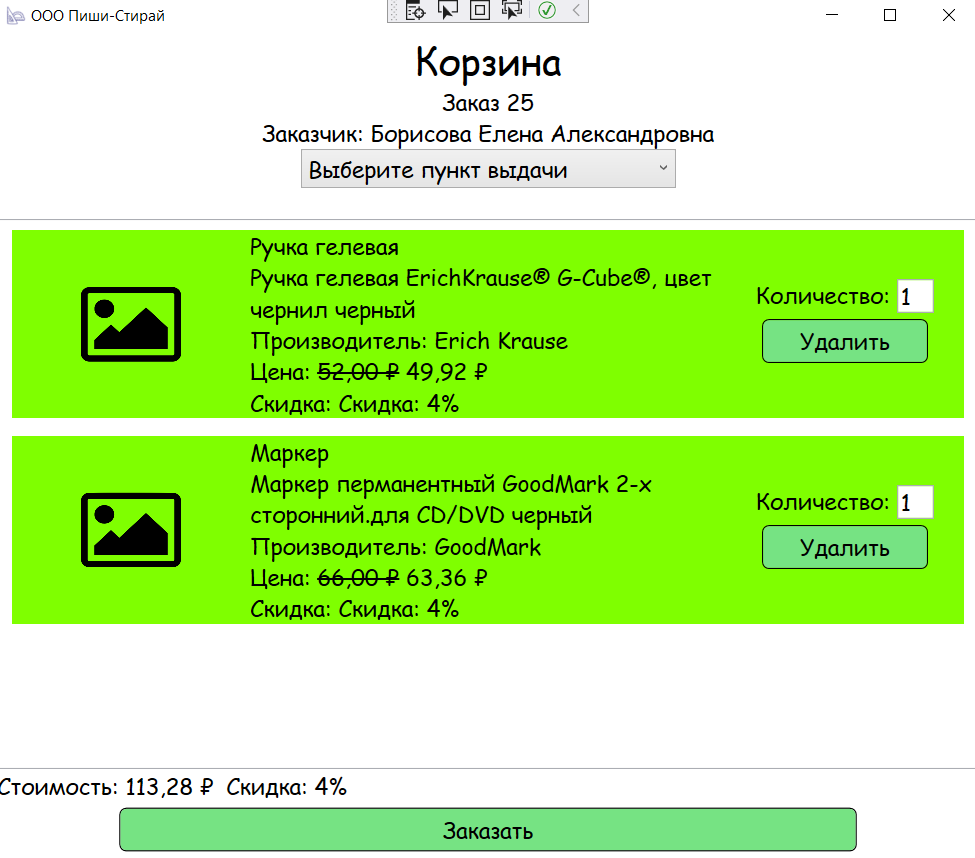 ООО Пиши-Стирай
Корзина
Заказ 25
Заказчик: Борисова Елена Александровна
Выберите пункт выдачи
Ручка гелевая
Ручка гелевая ErichKrause® G-Cube®, цвет
чернил черный
Производитель: Erich Krause
Цена: 52,00 ₽ 49,92 ₽
Скидка: Скидка: 4%
Количество: 1
Удалить
Маркер
Маркер перманентный GoodMark 2-х
сторонний.для CD/DVD черный
Производитель: GoodMark
Цена: 66,00 ₽ 63,36 ₽
Скидка: Скидка: 4%
Количество: 1
Удалить
Стоимость: 113,28 ₽ Скидка: 4%
Заказать